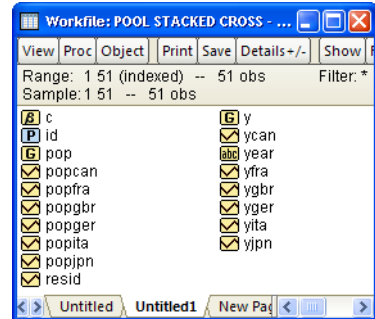 Workfile: POOL STACKED CROSS - ...
View Proc Object Print Save Details+/- Show
Range: 1 51 (indexed) -- 51 obs Filter: *
Sample: 1 51 -- 51 obs
β c
P id
G pop
popcan
popfra
popgbr
popger
popita
popjpn
resid
G y
ycan
abc year
yfra
ygbr
yger
yita
yjpn
Untitled Untitled1 New Pag